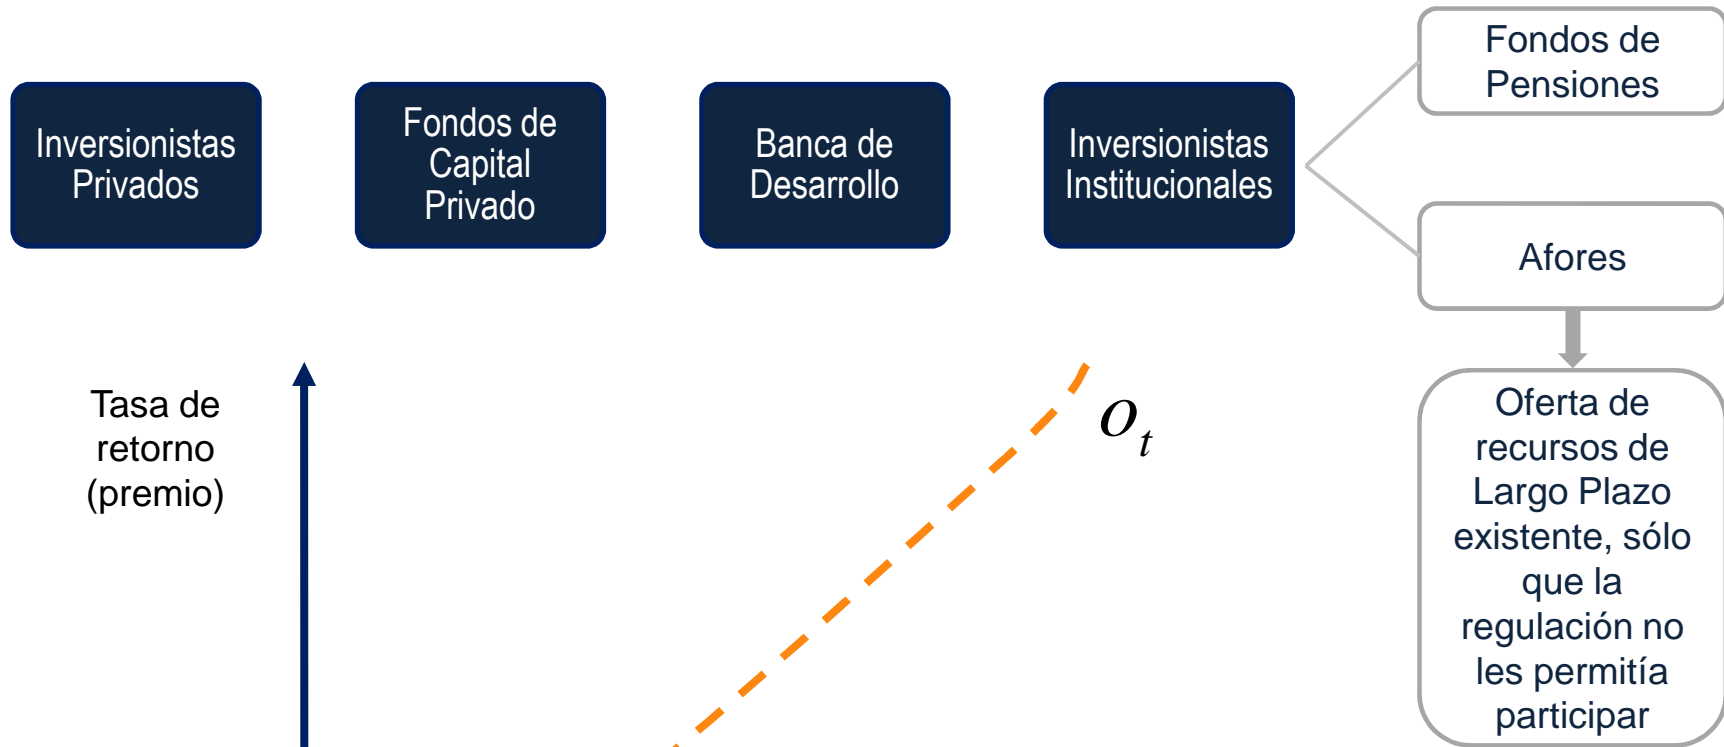 Inversionistas
Privados
Fondos de
Capital
Privado
Banca de
Desarrollo
Inversionistas
Institucionales
Fondos de
Pensiones
Afores
Oferta de
recursos de
Largo Plazo
existente, sólo
que la
regulación no
les permitía
participar
Tasa de
retorno
(premio)
O_t